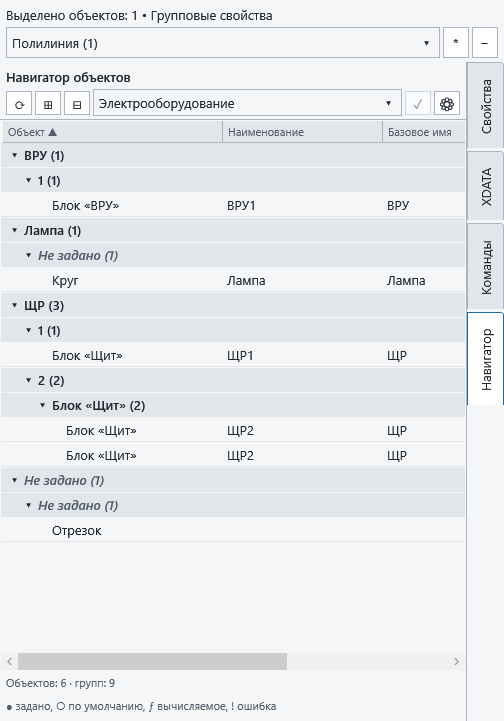 Выделено объектов: 1 • Групповые свойства
Полилиния (1)
* −
Навигатор объектов
Электрооборудование
Объект ▲ Наименование Базовое имя
ВРУ (1)
1 (1)
Блок «ВРУ» ВРУ1 ВРУ
Лампа (1)
Не задано (1)
Круг Лампа Лампа
ЩР (3)
1 (1)
Блок «Щит» ЩР1 ЩР
2 (2)
Блок «Щит» (2)
Блок «Щит» ЩР2 ЩР
Блок «Щит» ЩР2 ЩР
Не задано (1)
Не задано (1)
Отрезок
Объектов: 6 · групп: 9
● задано, ○ по умолчанию, ƒ вычисляемое, ! ошибка
Свойства
XDATA
Команды
Навигатор